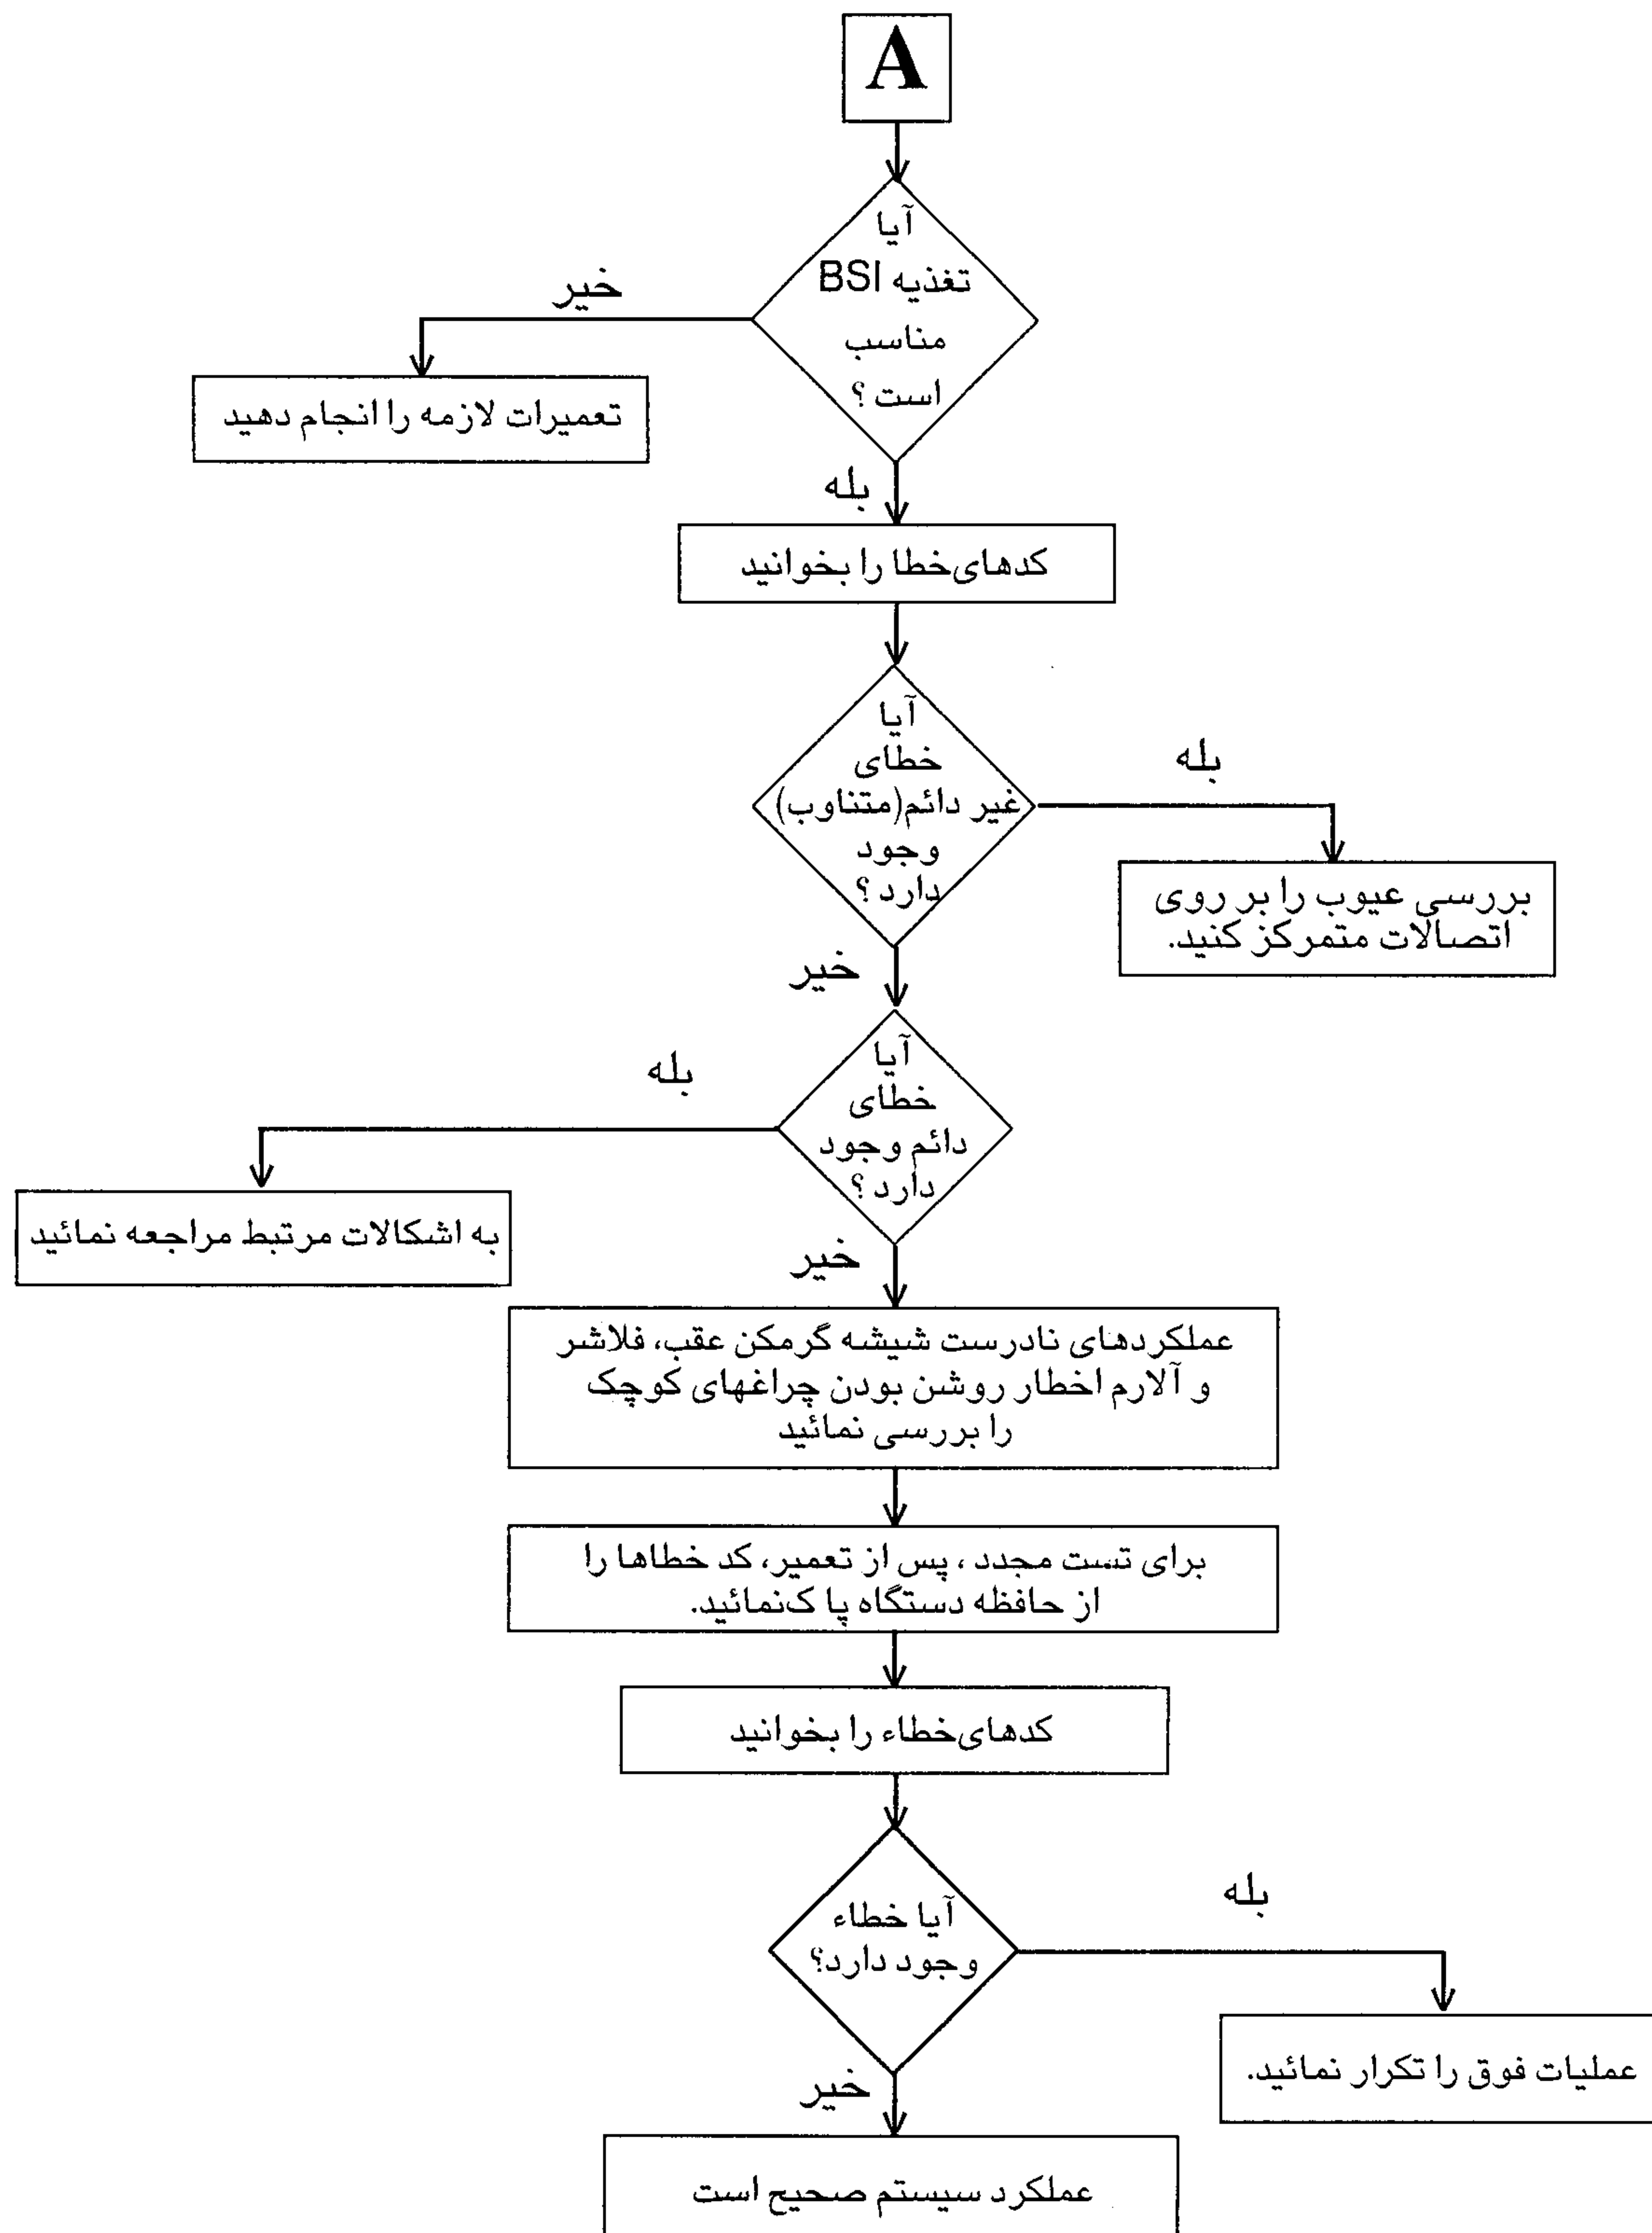 A
آیا
تغذیه BSI
مناسب
است ؟
خیر
تعمیرات لازمه را انجام دهید
بله
کدهای‌خطا را بخوانید
آیا
خطای
غیر دائم(متناوب)
وجود
دارد ؟
بله
بررسی عیوب را بر روی
اتصالات متمرکز کنید.
خیر
آیا
خطای
دائم وجود
دارد ؟
بله
به اشکالات مرتبط مراجعه نمائید
خیر
عملکردهای نادرست شیشه گرمکن عقب، فلاشر
و آلارم اخطار روشن بودن چراغهای کوچک
را بررسی نمائید
برای تست مجدد ، پس از تعمیر، کد خطاها را
از حافظه دستگاه پا ک‌نمائید.
کدهای‌خطاء را بخوانید
آیا خطاء
وجود دارد؟
بله
عملیات فوق را تکرار نمائید.
خیر
عملکرد سیستم صحیح است